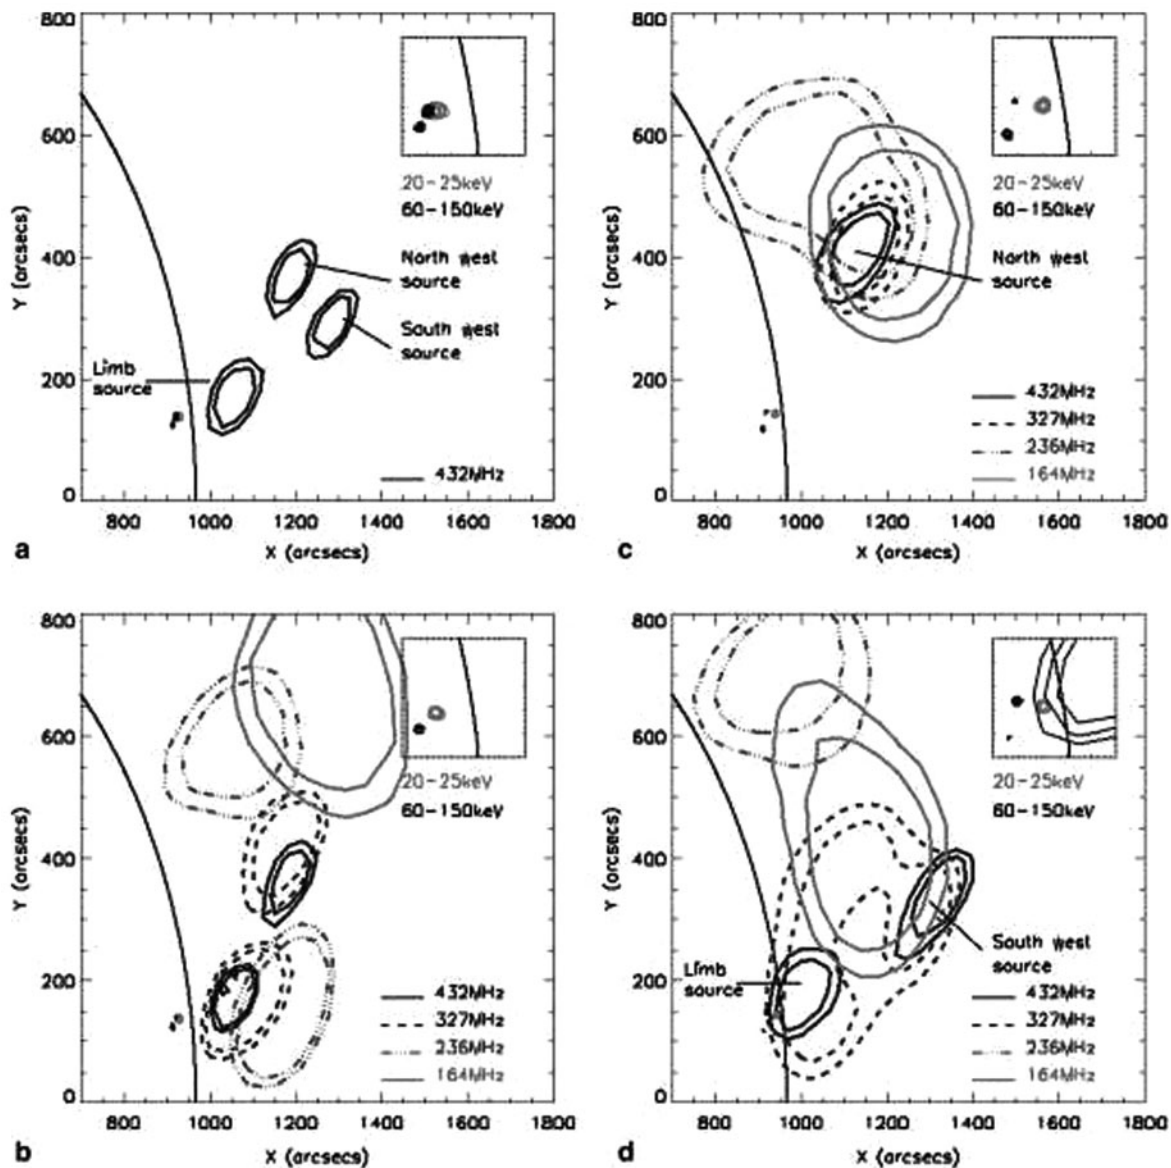 800
600
400
200
0
Y (arcsecs)
20-25keV
60-150keV
North west
source
South west
source
Limb
source
432MHz
800 1000 1200 1400 1600 1800
X (arcsecs)
a
800
600
400
200
0
Y (arcsecs)
20-25keV
60-150keV
North west
source
432MHz
327MHz
236MHz
164MHz
800 1000 1200 1400 1600 1800
X (arcsecs)
c
800
600
400
200
0
Y (arcsecs)
20-25keV
60-150keV
432MHz
327MHz
236MHz
164MHz
800 1000 1200 1400 1600 1800
X (arcsecs)
b
800
600
400
200
0
Y (arcsecs)
20-25keV
60-150keV
Limb
source
South west
source
432MHz
327MHz
236MHz
164MHz
800 1000 1200 1400 1600 1800
X (arcsecs)
d